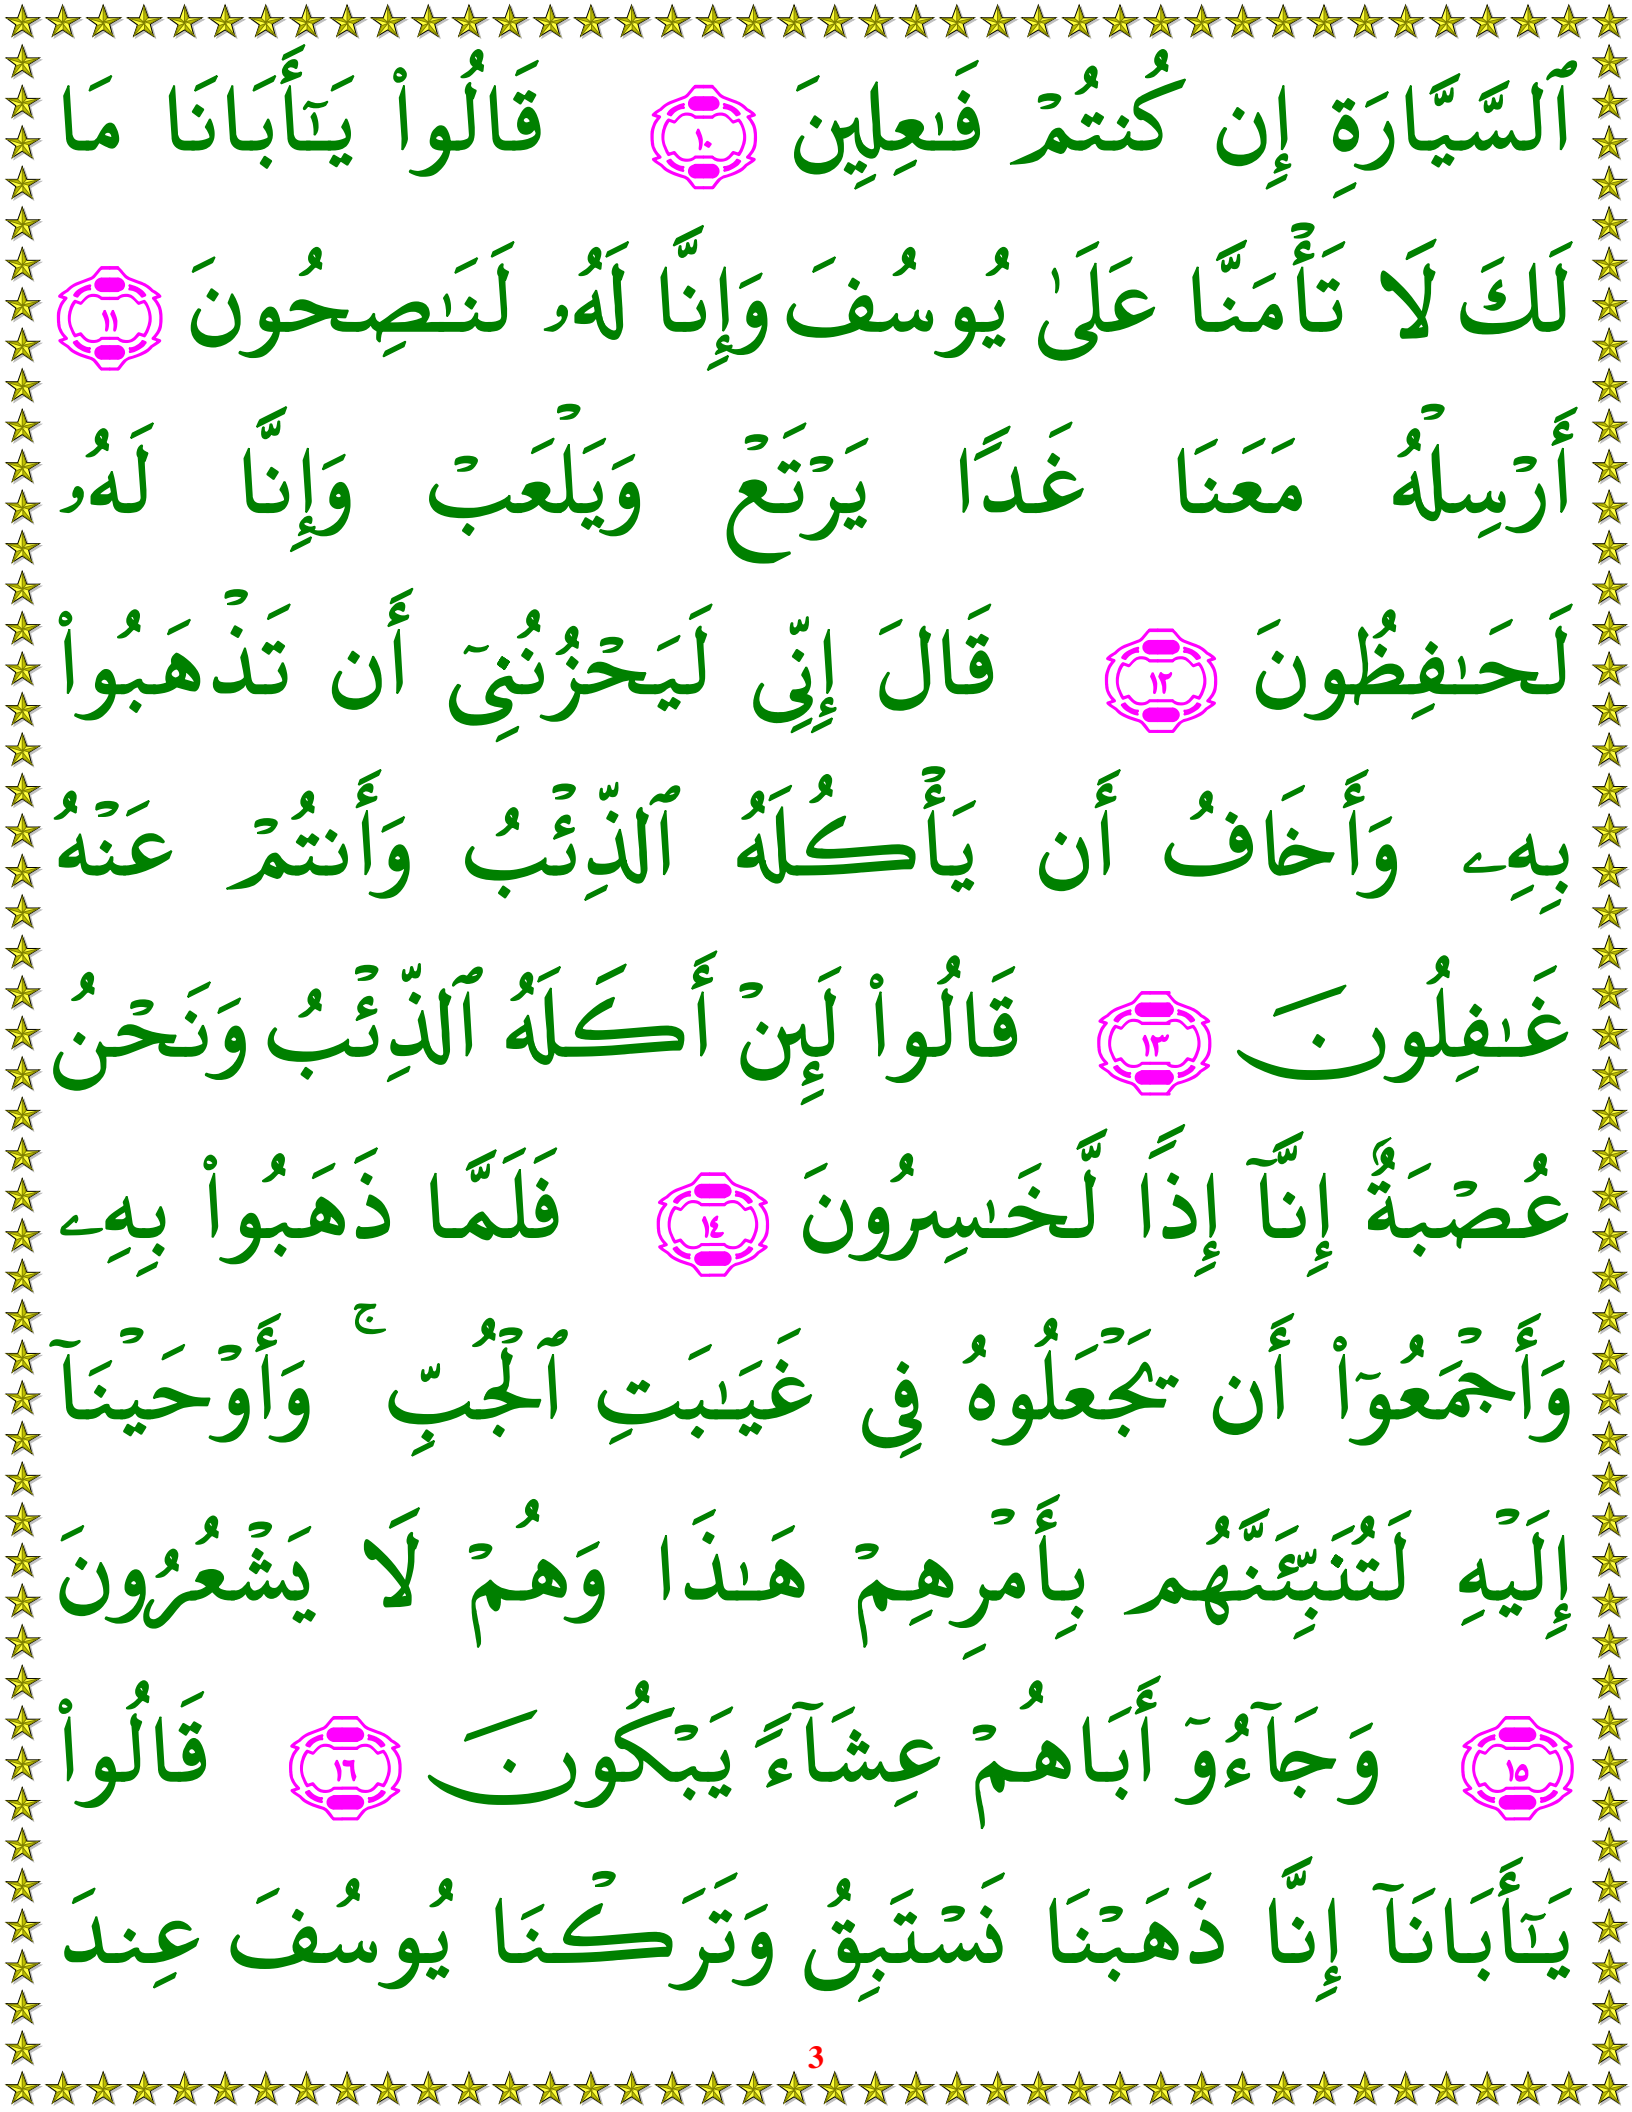 ٱلسَّيَّارَةِ إِن كُنتُمْ فَـٰعِلِينَ ١٠ قَالُوا۟ يَـٰٓأَبَانَا مَا
لَكَ لَا تَأْمَنَّا عَلَىٰ يُوسُفَ وَإِنَّا لَهُۥ لَنَـٰصِحُونَ ١١
أَرْسِلْهُ مَعَنَا غَدًا يَرْتَعْ وَيَلْعَبْ وَإِنَّا لَهُۥ
لَحَـٰفِظُونَ ١٢ قَالَ إِنِّى لَيَحْزُنُنِىٓ أَن تَذْهَبُوا۟
بِهِۦ وَأَخَافُ أَن يَأْكُلَهُ ٱلذِّئْبُ وَأَنتُمْ عَنْهُ
غَـٰفِلُونَ ١٣ قَالُوا۟ لَئِنْ أَكَلَهُ ٱلذِّئْبُ وَنَحْنُ
عُصْبَةٌ إِنَّآ إِذًا لَّخَـٰسِرُونَ ١٤ فَلَمَّا ذَهَبُوا۟ بِهِۦ
وَأَجْمَعُوٓا۟ أَن تَجْعَلُوهُ فِى غَيَـٰبَتِ ٱلْجُبِّ ۚ وَأَوْحَيْنَآ
إِلَيْهِ لَتُنَبِّئَنَّهُم بِأَمْرِهِمْ هَـٰذَا وَهُمْ لَا يَشْعُرُونَ
١٥ وَجَآءُوٓ أَبَاهُمْ عِشَآءً يَبْكُونَ ١٦ قَالُوا۟
يَـٰٓأَبَانَآ إِنَّا ذَهَبْنَا نَسْتَبِقُ وَتَرَكْنَا يُوسُفَ عِندَ
3